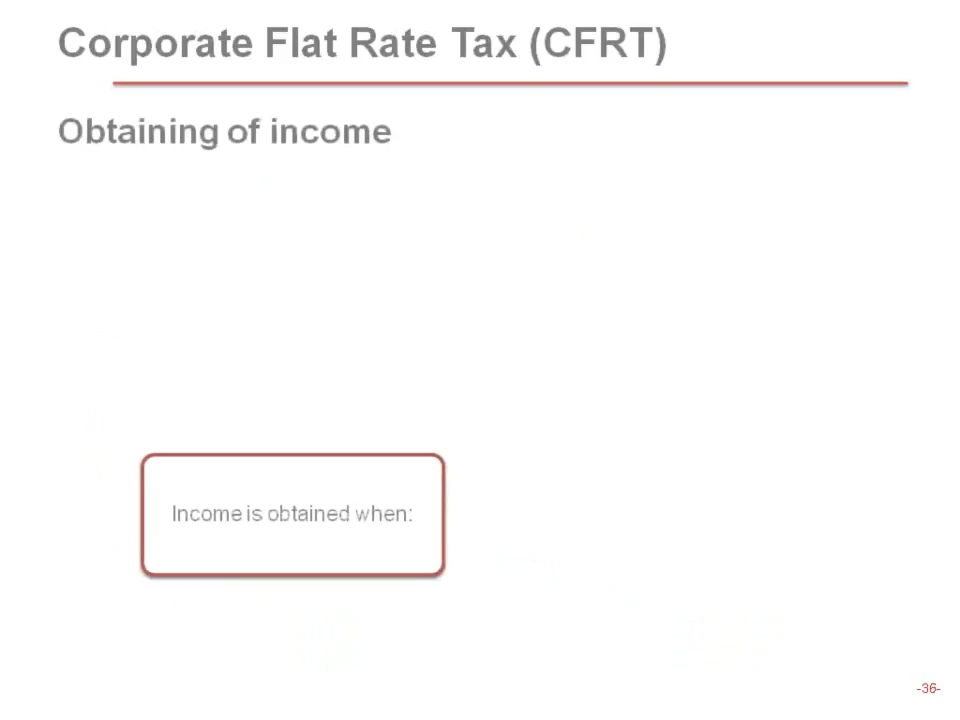 Corporate Flat Rate Tax (CFRT)
Obtaining of income
Income is obtained when:
-36-